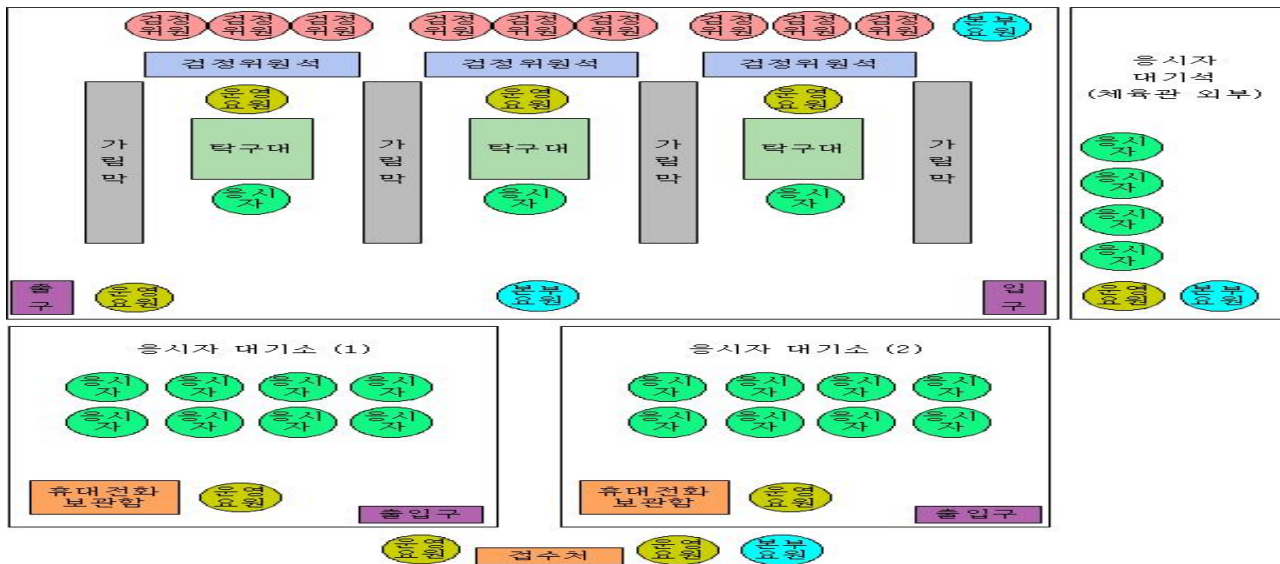 검정 검정 검정 검정 검정 검정 검정 검정 검정 본부
위원 위원 위원 위원 위원 위원 위원 위원 위원 요원
검정위원석 검정위원석 검정위원석
운영 운영 운영
요원 요원 요원
가림막 탁구대 가림막 탁구대 가림막 탁구대 가림막
응시 응시 응시
자 자 자
출구
운영
요원
본부
요원
입구
응시자
대기석
(체육관 외부)
응시
자
응시
자
응시
자
응시
자
운영 본부
요원 요원
응시자 대기소 (1)
응시 응시 응시 응시
자 자 자 자
응시 응시 응시 응시
자 자 자 자
휴대전화 운영
보관함 요원
출입구
응시자 대기소 (2)
응시 응시 응시 응시
자 자 자 자
응시 응시 응시 응시
자 자 자 자
휴대전화 운영
보관함 요원
출입구
운영 운영 본부
요원 접수처 요원 요원